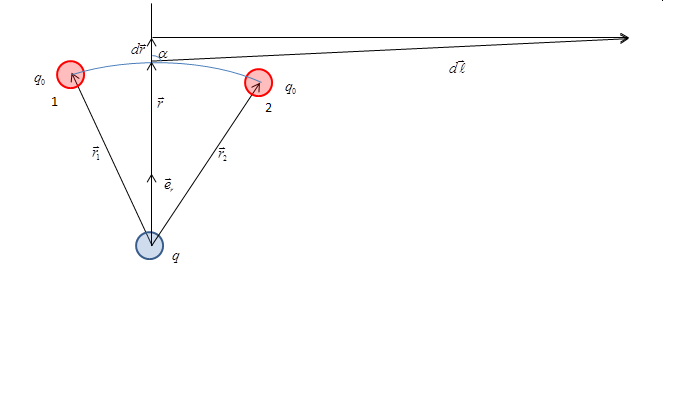 dr⃗
α
dℓ⃗
q₀
1
q₀
2
r⃗
r⃗₁
r⃗₂
e⃗ᵣ
q